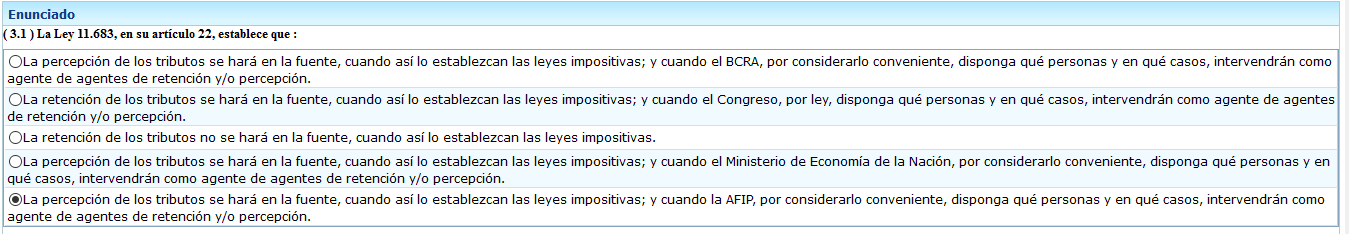 Enunciado
( 3.1 ) La Ley 11.683, en su artículo 22, establece que :
La percepción de los tributos se hará en la fuente, cuando así lo establezcan las leyes impositivas; y cuando el BCRA, por considerarlo conveniente, disponga qué personas y en qué casos, intervendrán como
agente de agentes de retención y/o percepción.
La retención de los tributos se hará en la fuente, cuando así lo establezcan las leyes impositivas; y cuando el Congreso, por ley, disponga qué personas y en qué casos, intervendrán como agente de agentes
de retención y/o percepción.
La retención de los tributos no se hará en la fuente, cuando así lo establezcan las leyes impositivas.
La percepción de los tributos se hará en la fuente, cuando así lo establezcan las leyes impositivas; y cuando el Ministerio de Economía de la Nación, por considerarlo conveniente, disponga qué personas y en
qué casos, intervendrán como agente de agentes de retención y/o percepción.
La percepción de los tributos se hará en la fuente, cuando así lo establezcan las leyes impositivas; y cuando la AFIP, por considerarlo conveniente, disponga qué personas y en qué casos, intervendrán como
agente de agentes de retención y/o percepción.